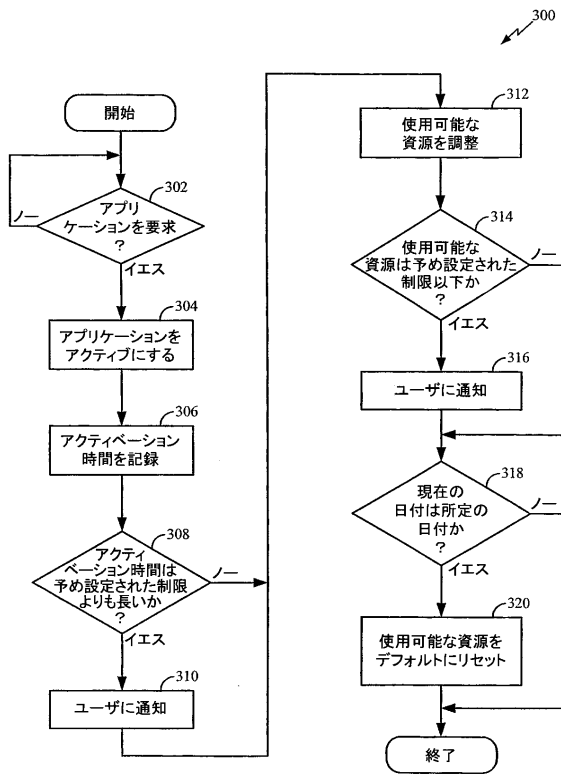 300
開始
302
アプリ
ケーションを要求
?
ノー
イエス
304
アプリケーションを
アクティブにする
306
アクティベーション
時間を記録
308
アクティ
ベーション時間は
予め設定された制限
よりも長いか
?
ノー
イエス
310
ユーザに通知
312
使用可能な
資源を調整
314
使用可能な
資源は予め設定された
制限以下か
?
ノー
イエス
316
ユーザに通知
318
現在の
日付は所定の
日付か
?
ノー
イエス
320
使用可能な資源を
デフォルトにリセット
終了